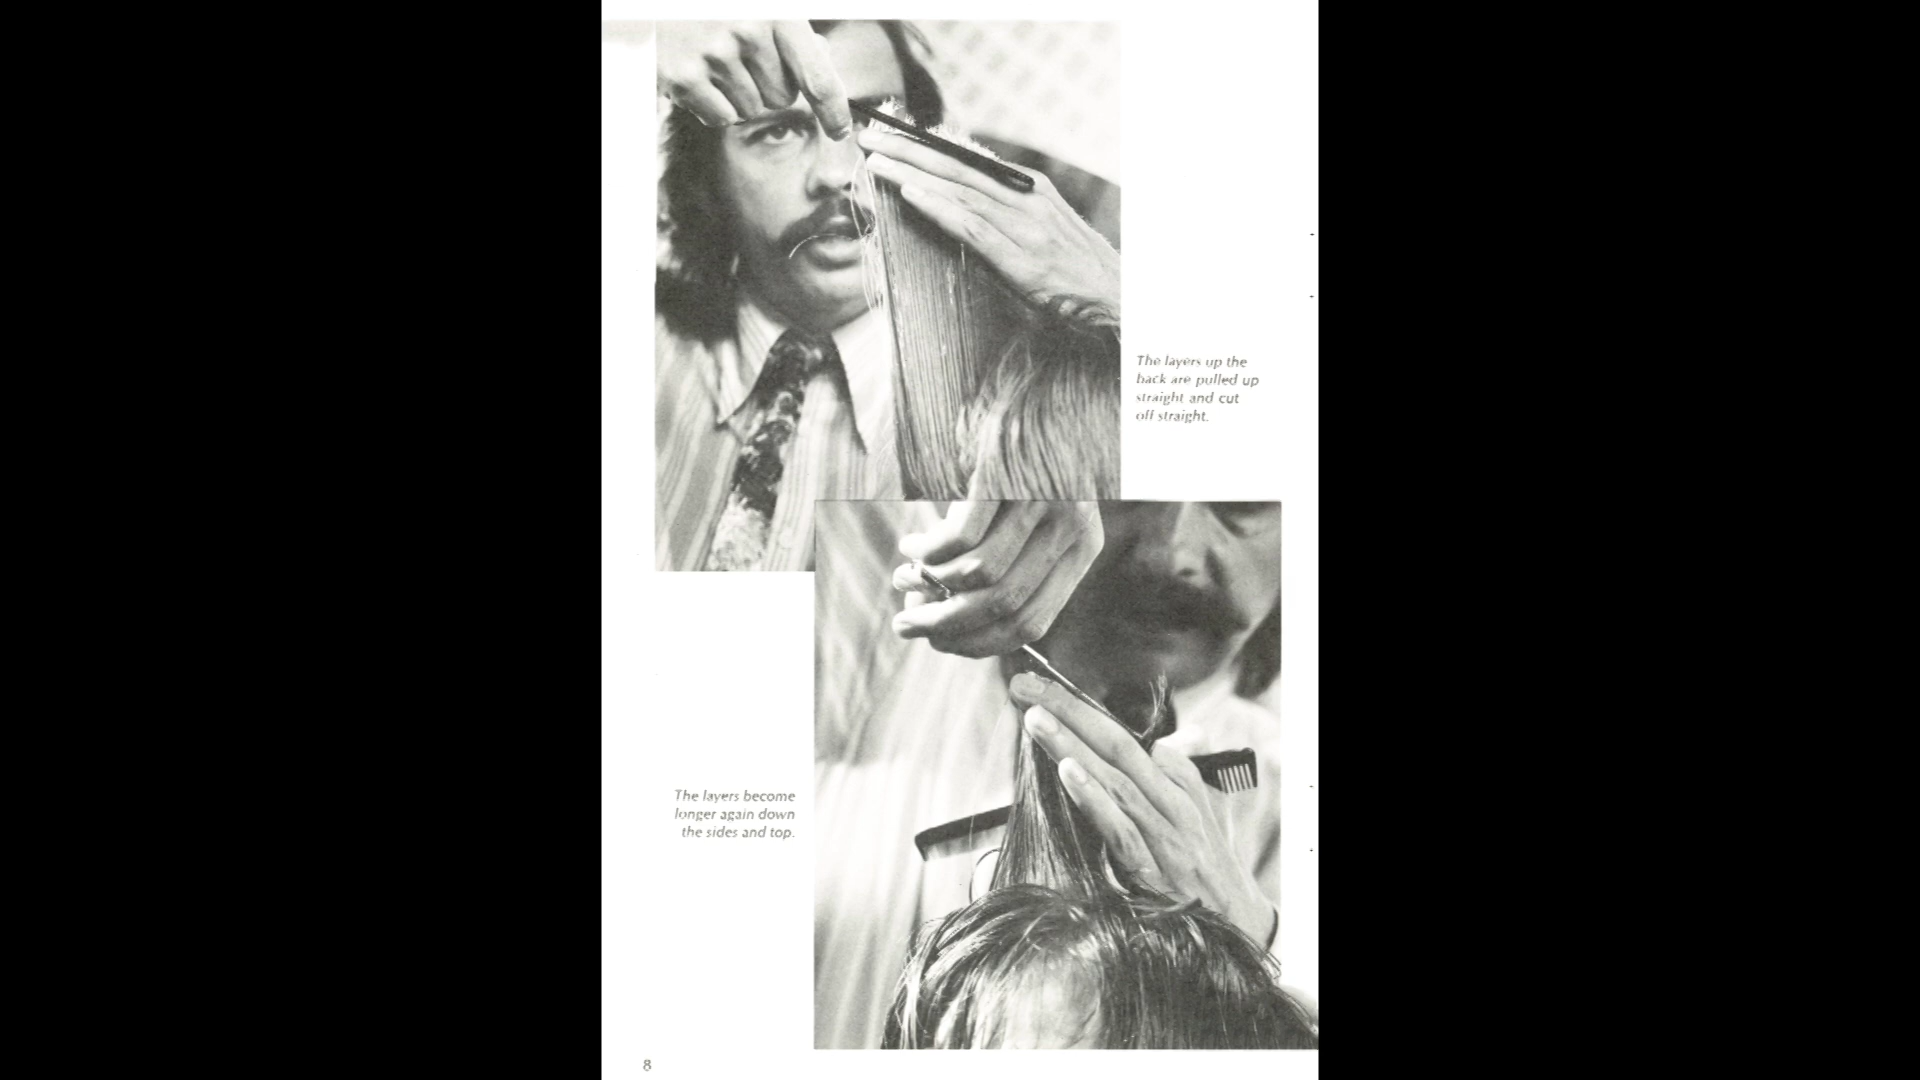 The layers up the
back are pulled up
straight and cut
off straight.
The layers become
longer again down
the sides and top.
8